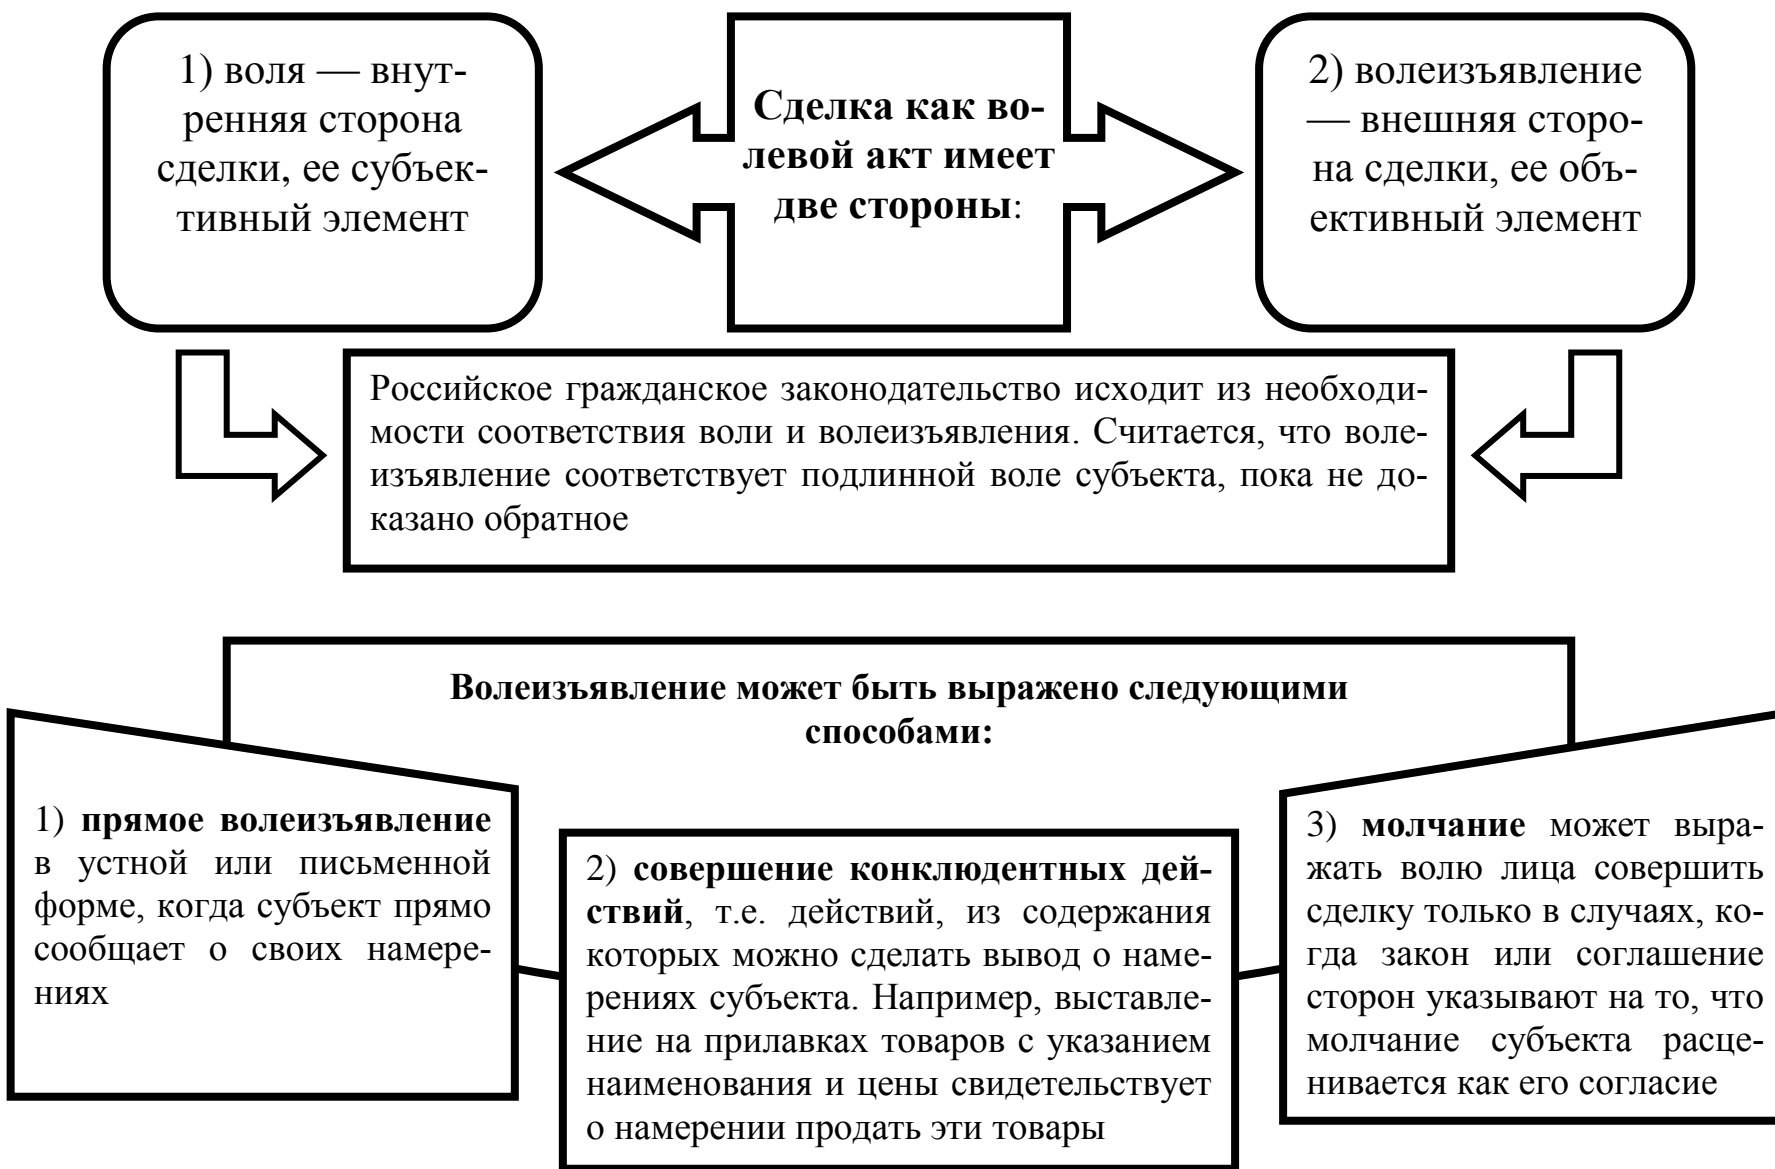 1) воля — внут-
ренняя сторона
сделки, ее субъек-
тивный элемент
Сделка как во-
левой акт имеет
две стороны:
2) волеизъявление
— внешняя сторо-
на сделки, ее объ-
ективный элемент
Российское гражданское законодательство исходит из необходи-
мости соответствия воли и волеизъявления. Считается, что воле-
изъявление соответствует подлинной воле субъекта, пока не до-
казано обратное
Волеизъявление может быть выражено следующими
способами:
1) прямое волеизъявление
в устной или письменной
форме, когда субъект прямо
сообщает о своих намере-
ниях
2) совершение конклюдентных дей-
ствий, т.е. действий, из содержания
которых можно сделать вывод о наме-
рениях субъекта. Например, выставле-
ние на прилавках товаров с указанием
наименования и цены свидетельствует
о намерении продать эти товары
3) молчание может выра-
жать волю лица совершить
сделку только в случаях, ко-
гда закон или соглашение
сторон указывают на то, что
молчание субъекта расце-
нивается как его согласие